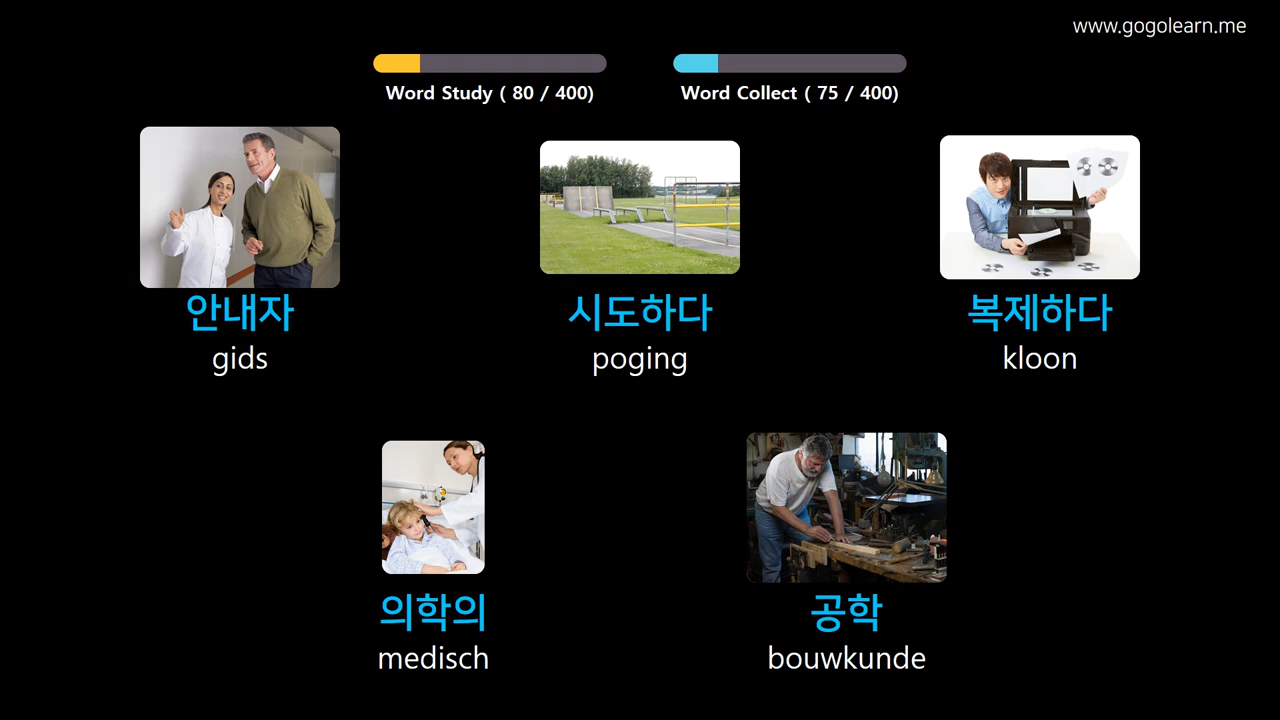 www.gogolearn.me
Word Study ( 80 / 400)
Word Collect ( 75 / 400)
안내자
gids
시도하다
poging
복제하다
kloon
의학의
medisch
공학
bouwkunde